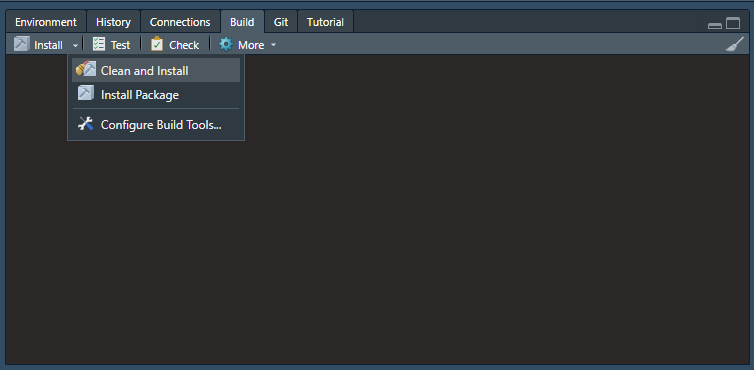 Environment History Connections Build Git Tutorial
Install Test Check More
Clean and Install
Install Package
Configure Build Tools...